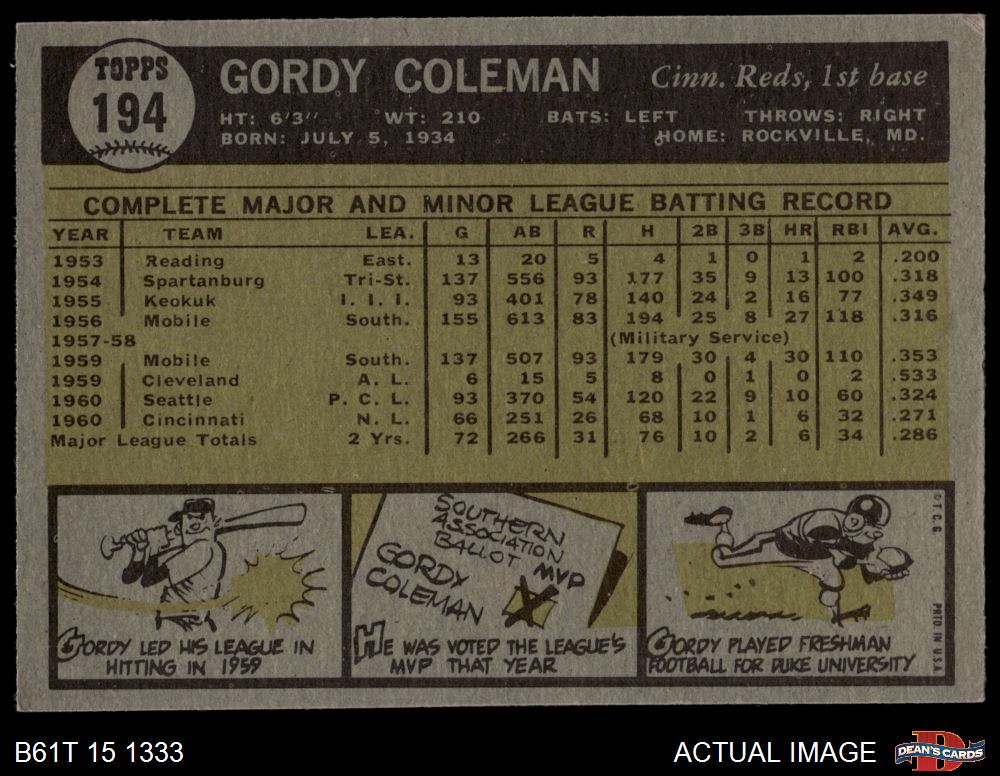 TOPPS
194
GORDY COLEMAN
Cinn. Reds, 1st base
HT: 6'3" WT: 210 BATS: LEFT THROWS: RIGHT
BORN: JULY 5, 1934 HOME: ROCKVILLE, MD.
COMPLETE MAJOR AND MINOR LEAGUE BATTING RECORD
YEAR TEAM LEA. G AB R H 2B 3B HR RBI AVG.
1953 Reading East. 13 20 5 4 1 0 1 2 .200
1954 Spartanburg Tri-St. 137 556 93 177 35 9 13 100 .318
1955 Keokuk I. I. I. 93 401 78 140 24 2 16 77 .349
1956 Mobile South. 155 613 83 194 25 8 27 118 .316
1957-58 (Military Service)
1959 Mobile South. 137 507 93 179 30 4 30 110 .353
1959 Cleveland A. L. 6 15 5 8 0 1 0 2 .533
1960 Seattle P. C. L. 93 370 54 120 22 9 10 60 .324
1960 Cincinnati N. L. 66 251 26 68 10 1 6 32 .271
Major League Totals 2 Yrs. 72 266 31 76 10 2 6 34 .286
GORDY LED HIS LEAGUE IN
HITTING IN 1959
SOUTHERN
ASSOCIATION
BALLOT
MVP
GORDY
COLEMAN
HE WAS VOTED THE LEAGUE'S
MVP THAT YEAR
GORDY PLAYED FRESHMAN
FOOTBALL FOR DUKE UNIVERSITY
© T. C. G.
PRTD. IN U.S.A.
B61T 15 1333
ACTUAL IMAGE
DEAN'S CARDS